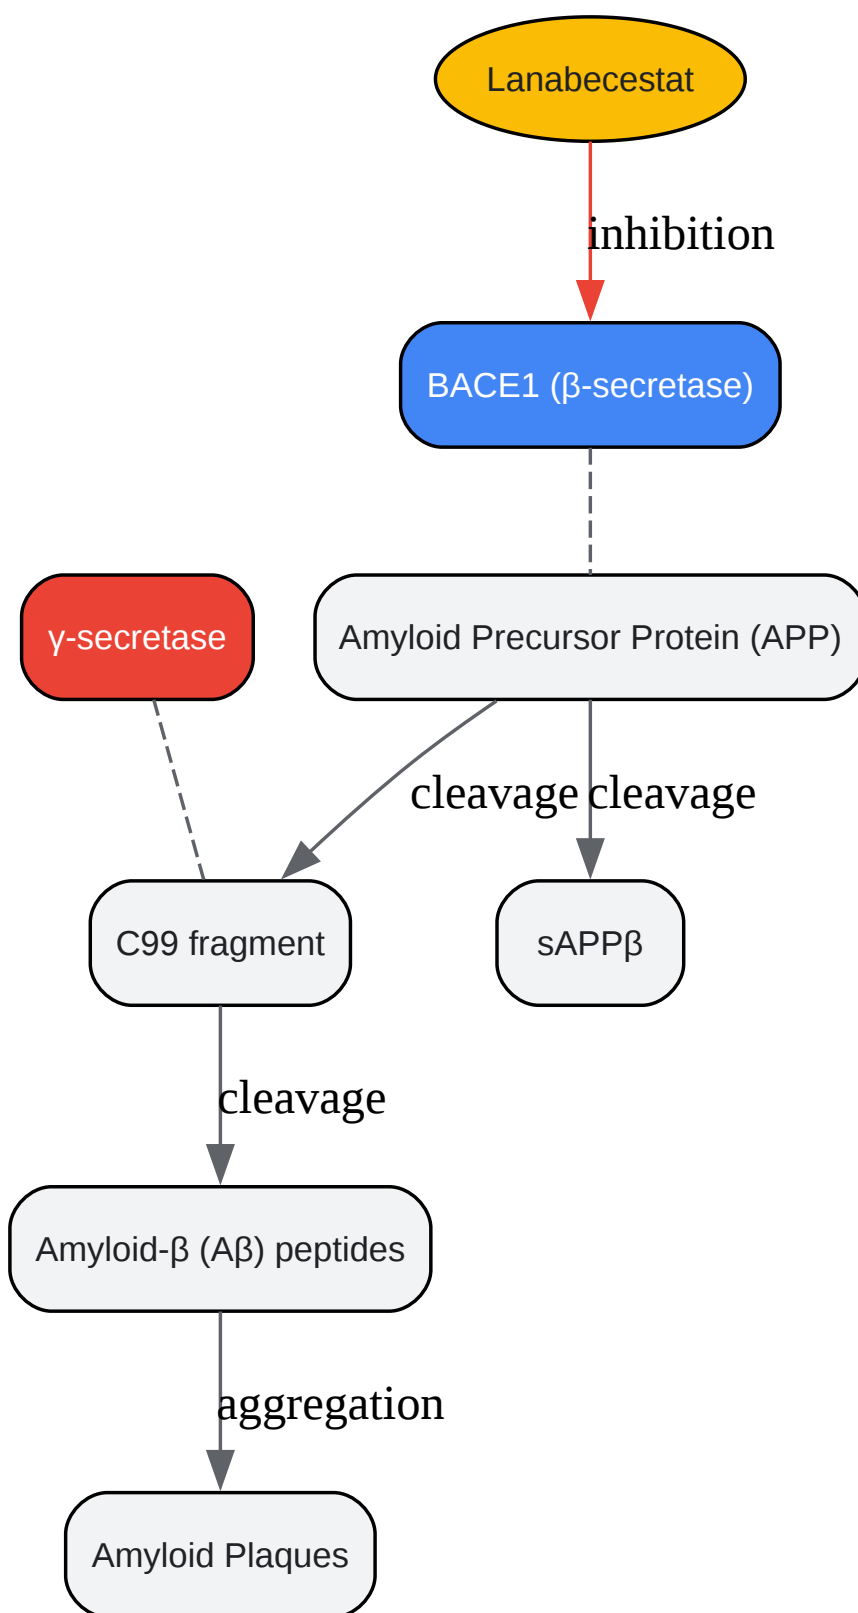 Lanabecestat
inhibition
BACE1 (β-secretase)
γ-secretase
Amyloid Precursor Protein (APP)
cleavage
cleavage
C99 fragment
sAPPβ
cleavage
Amyloid-β (Aβ) peptides
aggregation
Amyloid Plaques